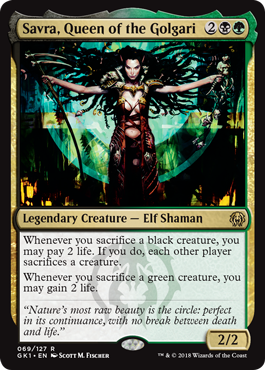 Savra, Queen of the Golgari 2
Legendary Creature — Elf Shaman
Whenever you sacrifice a black creature, you
may pay 2 life. If you do, each other player
sacrifices a creature.
Whenever you sacrifice a green creature, you
may gain 2 life.
“Nature’s most raw beauty is the circle: perfect
in its continuance, with no break between death
and life.”
2/2
069/127 R
GK1 • EN Scott M. Fischer
™ & © 2018 Wizards of the Coast